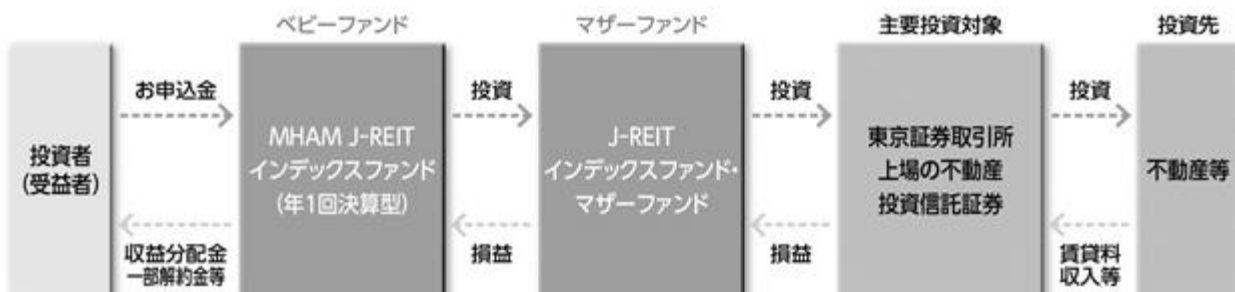 ベビーファンド
マザーファンド
主要投資対象
投資先
投資者
(受益者)
お申込金
収益分配金
一部解約金等
MHAM J-REIT
インデックスファンド
(年1回決算型)
投資
損益
J-REIT
インデックスファンド・
マザーファンド
投資
損益
東京証券取引所
上場の不動産
投資信託証券
投資
賃貸料
収入等
不動産等